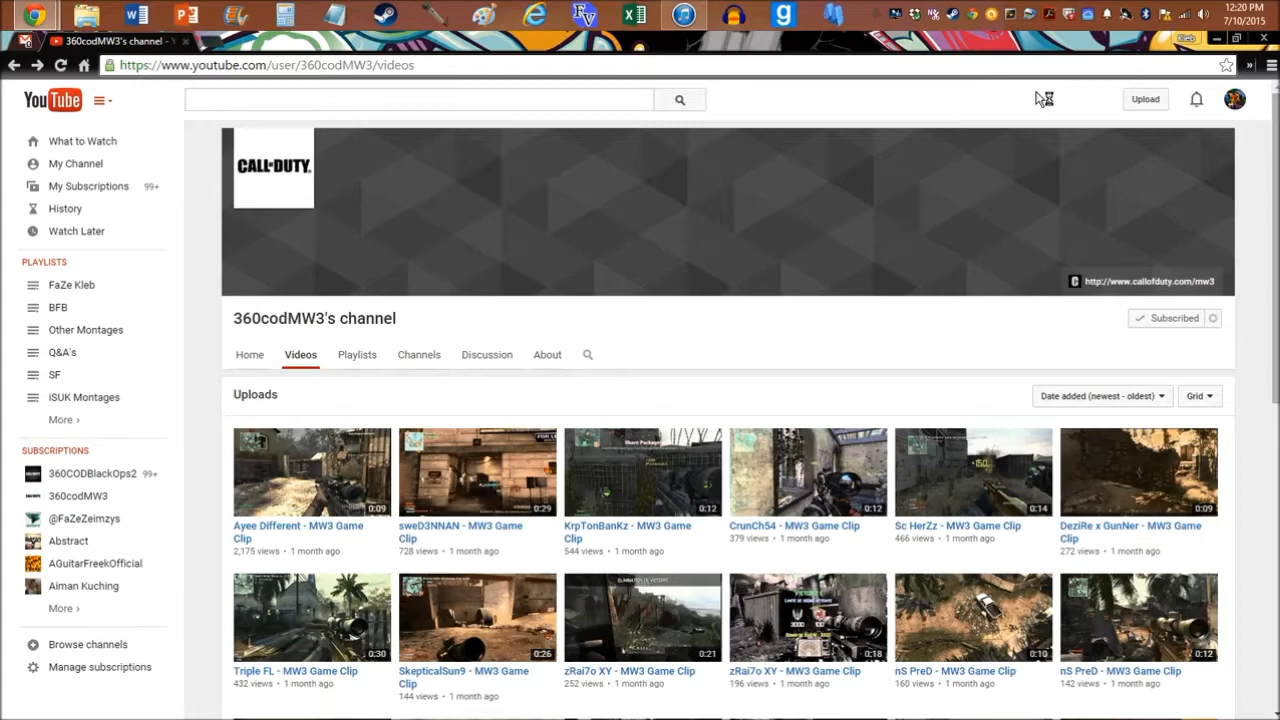 12:20 PM
7/10/2015
360codMW3's channel -
Kleb
https://www.youtube.com/user/360codMW3/videos
YouTube
Upload
What to Watch
My Channel
My Subscriptions 99+
History
Watch Later
PLAYLISTS
FaZe Kleb
BFB
Other Montages
Q&A's
SF
iSUK Montages
More ›
SUBSCRIPTIONS
360CODBlackOps2 99+
360codMW3
@FaZeZeimzys
Abstract
AGuitarFreekOfficial
Aiman Kuching
More ›
Browse channels
Manage subscriptions
CALL OF DUTY
http://www.callofduty.com/mw3
360codMW3's channel
Subscribed
Home Videos Playlists Channels Discussion About
Uploads
Date added (newest - oldest)
Grid
0:09 0:29 0:12 0:12 0:14 0:09
Ayee Different - MW3 Game
Clip
2,175 views • 1 month ago
sweD3NNAN - MW3 Game
Clip
728 views • 1 month ago
KrpTonBanKz - MW3 Game
Clip
544 views • 1 month ago
CrunCh54 - MW3 Game Clip
379 views • 1 month ago
Sc HerZz - MW3 Game Clip
466 views • 1 month ago
DeziRe x GunNer - MW3 Game
Clip
272 views • 1 month ago
0:30 0:26 0:21 0:18 0:10 0:12
Triple FL - MW3 Game Clip
432 views • 1 month ago
SkepticalSun9 - MW3 Game
Clip
144 views • 1 month ago
zRai7o XY - MW3 Game Clip
252 views • 1 month ago
zRai7o XY - MW3 Game Clip
196 views • 1 month ago
nS PreD - MW3 Game Clip
160 views • 1 month ago
nS PreD - MW3 Game Clip
142 views • 1 month ago